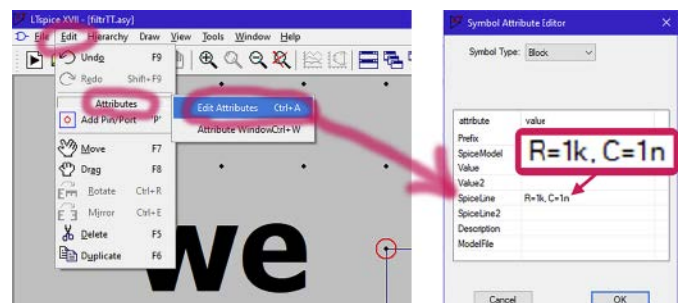 LTspice XVII - [filtrTT.asy]
File Edit Hierarchy Draw View Tools Window Help
Undo F9
Redo Shift+F9
Attributes
Add Pin/Port 'P'
Move F7
Drag F8
Rotate Ctrl+R
Mirror Ctrl+E
Delete F5
Duplicate F6
Edit Attributes Ctrl+A
Attribute Window Ctrl+W
we
Symbol Attribute Editor
Symbol Type: Block
attribute value
Prefix
SpiceModel
Value
Value2
SpiceLine R=1k, C=1n
SpiceLine2
Description
ModelFile
R=1k, C=1n
Cancel OK